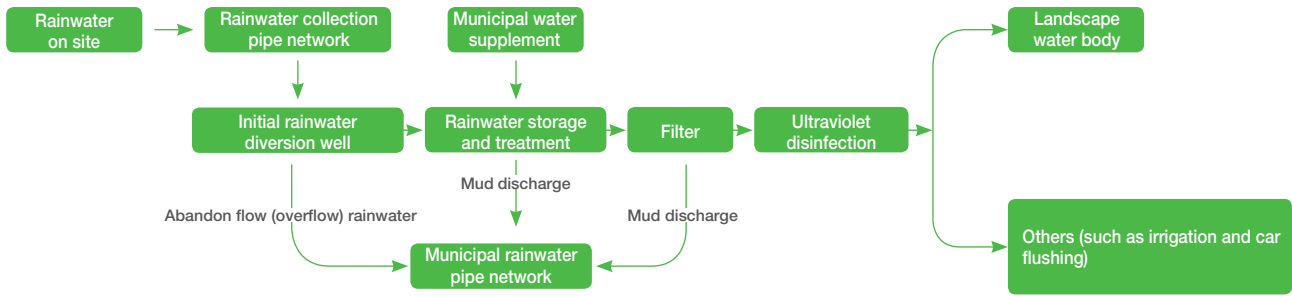 Rainwater
on site
Rainwater collection
pipe network
Municipal water
supplement
Landscape
water body
Initial rainwater
diversion well
Rainwater storage
and treatment
Filter
Ultraviolet
disinfection
Mud discharge
Abandon flow (overflow) rainwater
Mud discharge
Municipal rainwater
pipe network
Others (such as irrigation and car
flushing)